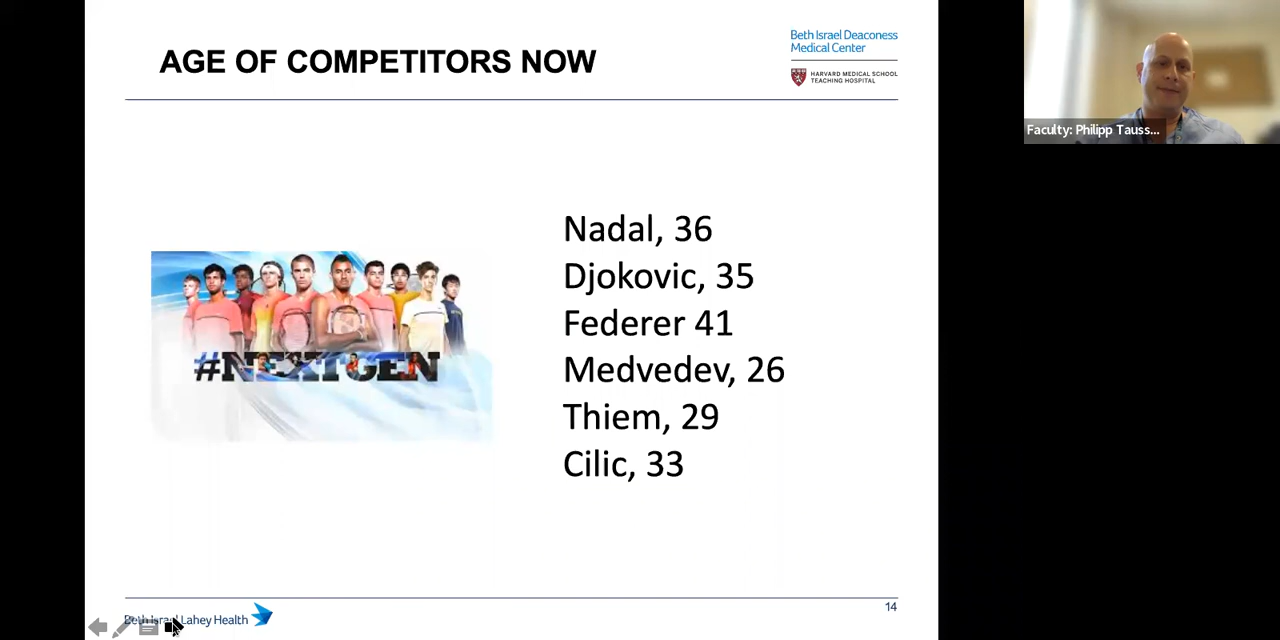 AGE OF COMPETITORS NOW
Beth Israel Deaconess
Medical Center
HARVARD MEDICAL SCHOOL
TEACHING HOSPITAL
Faculty: Philipp Tauss...
#NEXTGEN
Nadal, 36
Djokovic, 35
Federer 41
Medvedev, 26
Thiem, 29
Cilic, 33
Beth Israel Lahey Health
14